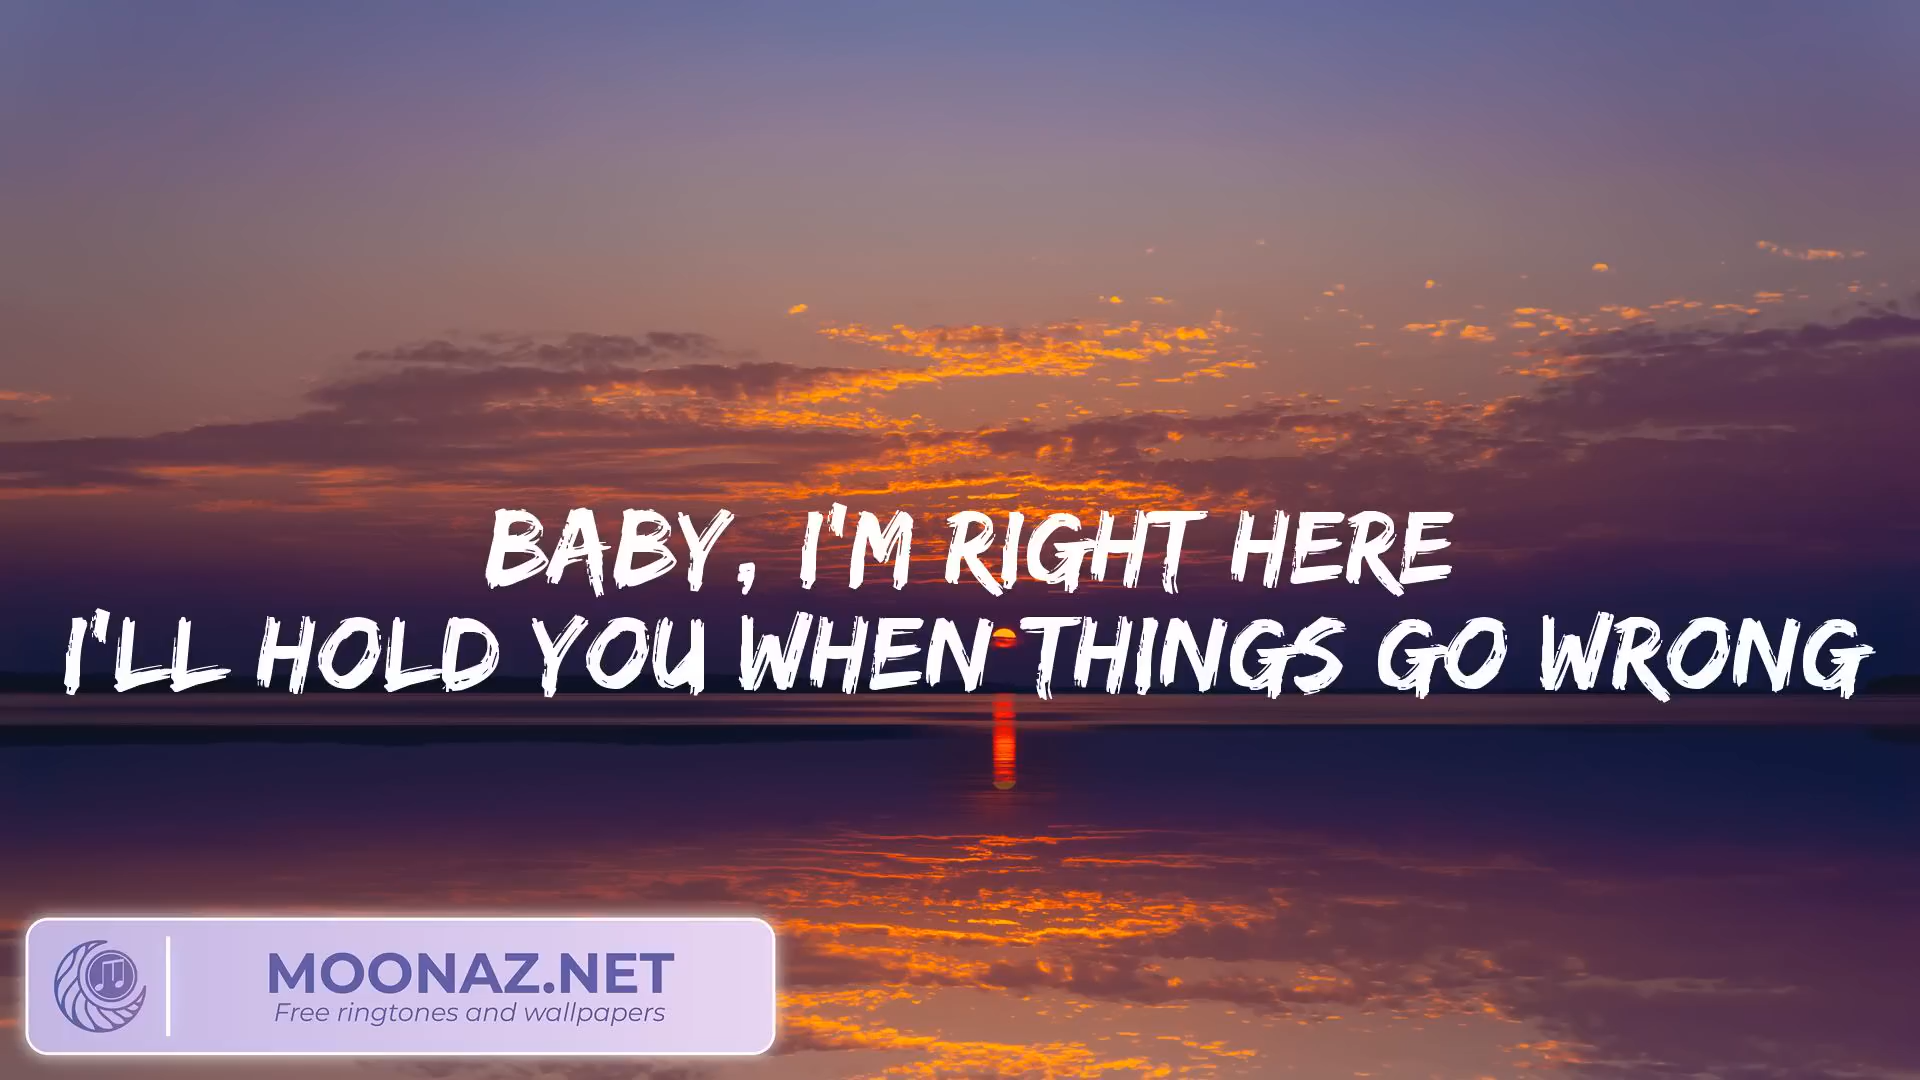 BABY, I'M RIGHT HERE
I'LL HOLD YOU WHEN THINGS GO WRONG
MOONAZ.NET
Free ringtones and wallpapers